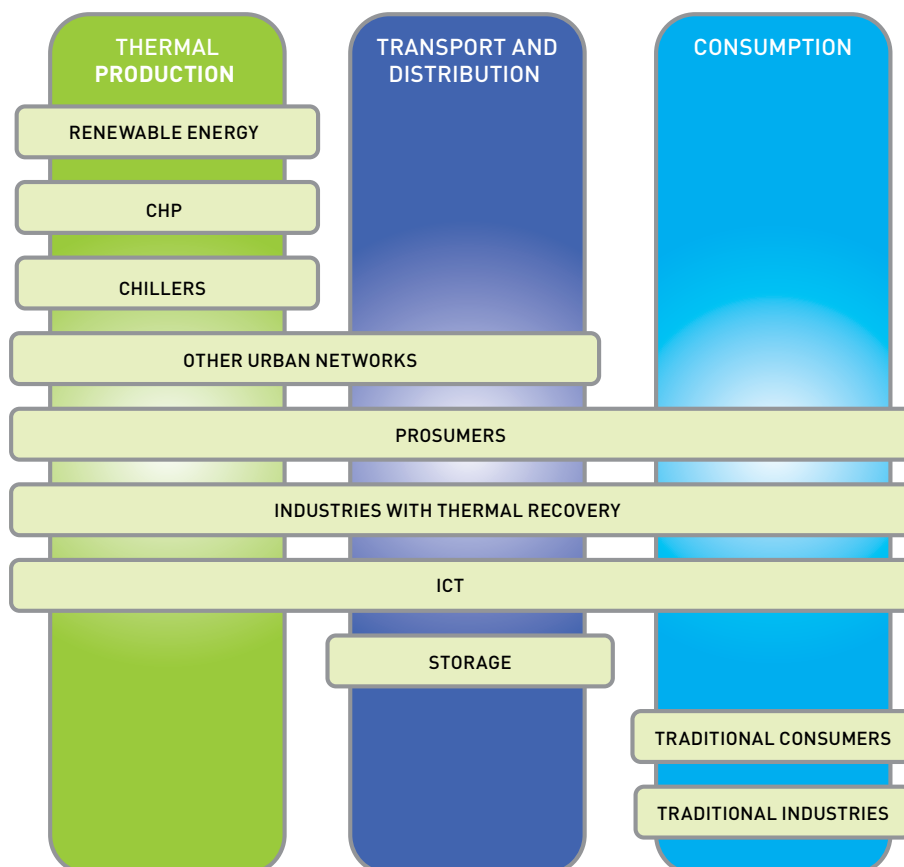 THERMAL
PRODUCTION
TRANSPORT AND
DISTRIBUTION
CONSUMPTION
RENEWABLE ENERGY
CHP
CHILLERS
OTHER URBAN NETWORKS
PROSUMERS
INDUSTRIES WITH THERMAL RECOVERY
ICT
STORAGE
TRADITIONAL CONSUMERS
TRADITIONAL INDUSTRIES